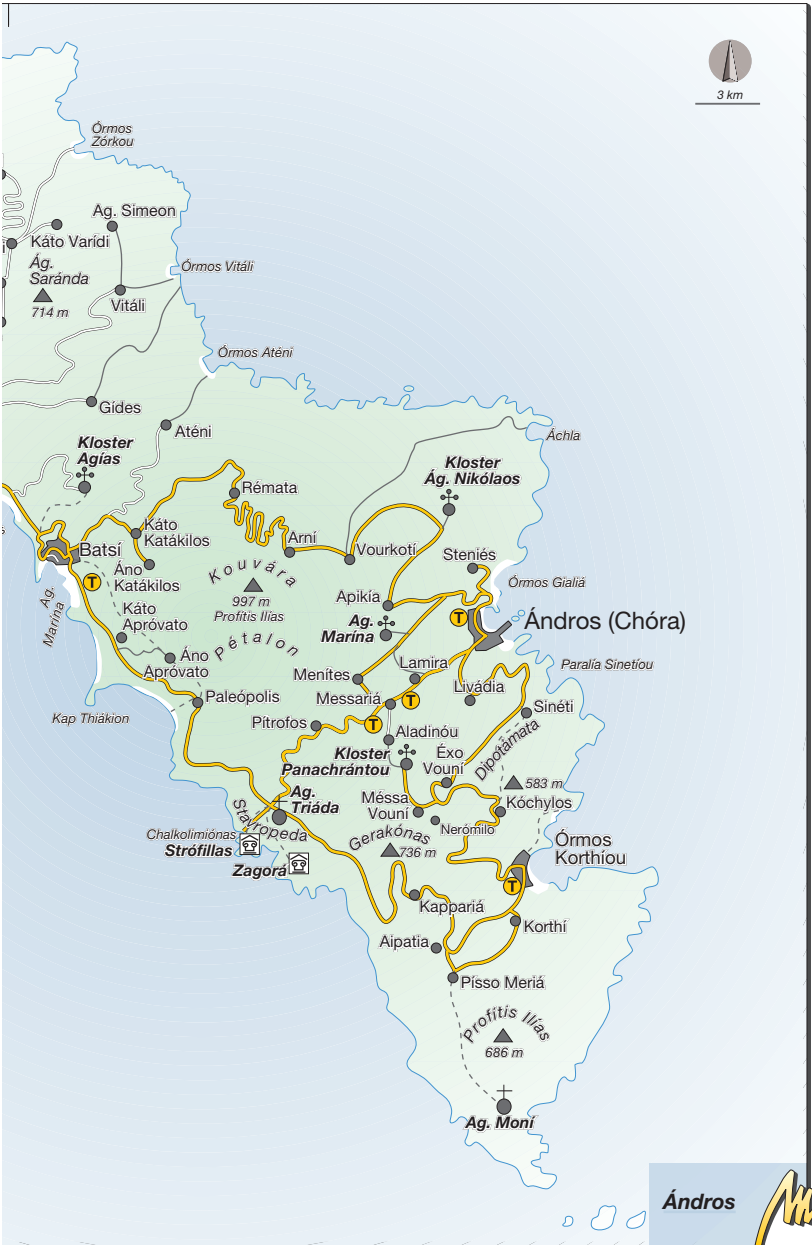 3 km
Órmos
Zórkou
Ag. Simeon
i
Káto Varídi
Ág.
Saránda
714 m
Órmos Vitáli
Vitáli
Órmos Aténi
Gídes
Aténi
Áchla
Kloster
Agías
Kloster
Ág. Nikólaos
Rémata
s
Káto
Katákilos
Arní
Vourkotí
Batsí
Steniés
Áno
Katákilos
T
Kouvára
997 m
Profítis Ilías
Órmos Gialiá
Apikía
Ag.
Marína
Káto
Apróvato
Ag.
Marína
T
Ándros (Chóra)
Pétalon
Áno
Apróvato
Lamira
Paralía Sinetíou
Menítes
Livádia
Paleópolis
Messariá
T
Sinéti
Kap Thiákion
Pítrofos
T
Aladinóu
Dipotámata
Kloster
Panachrántou
Éxo
Vouní
583 m
Ag.
Triáda
Méssa
Vouní
Kóchylos
Stavropeda
Nerómilo
Chalkolimiónas
Strófillas
Gerakónas
736 m
Órmos
Korthíou
Zagorá
T
Kappariá
Korthí
Aipatia
Písso Meriá
Profítis Ilías
686 m
Ag. Moní
Ándros